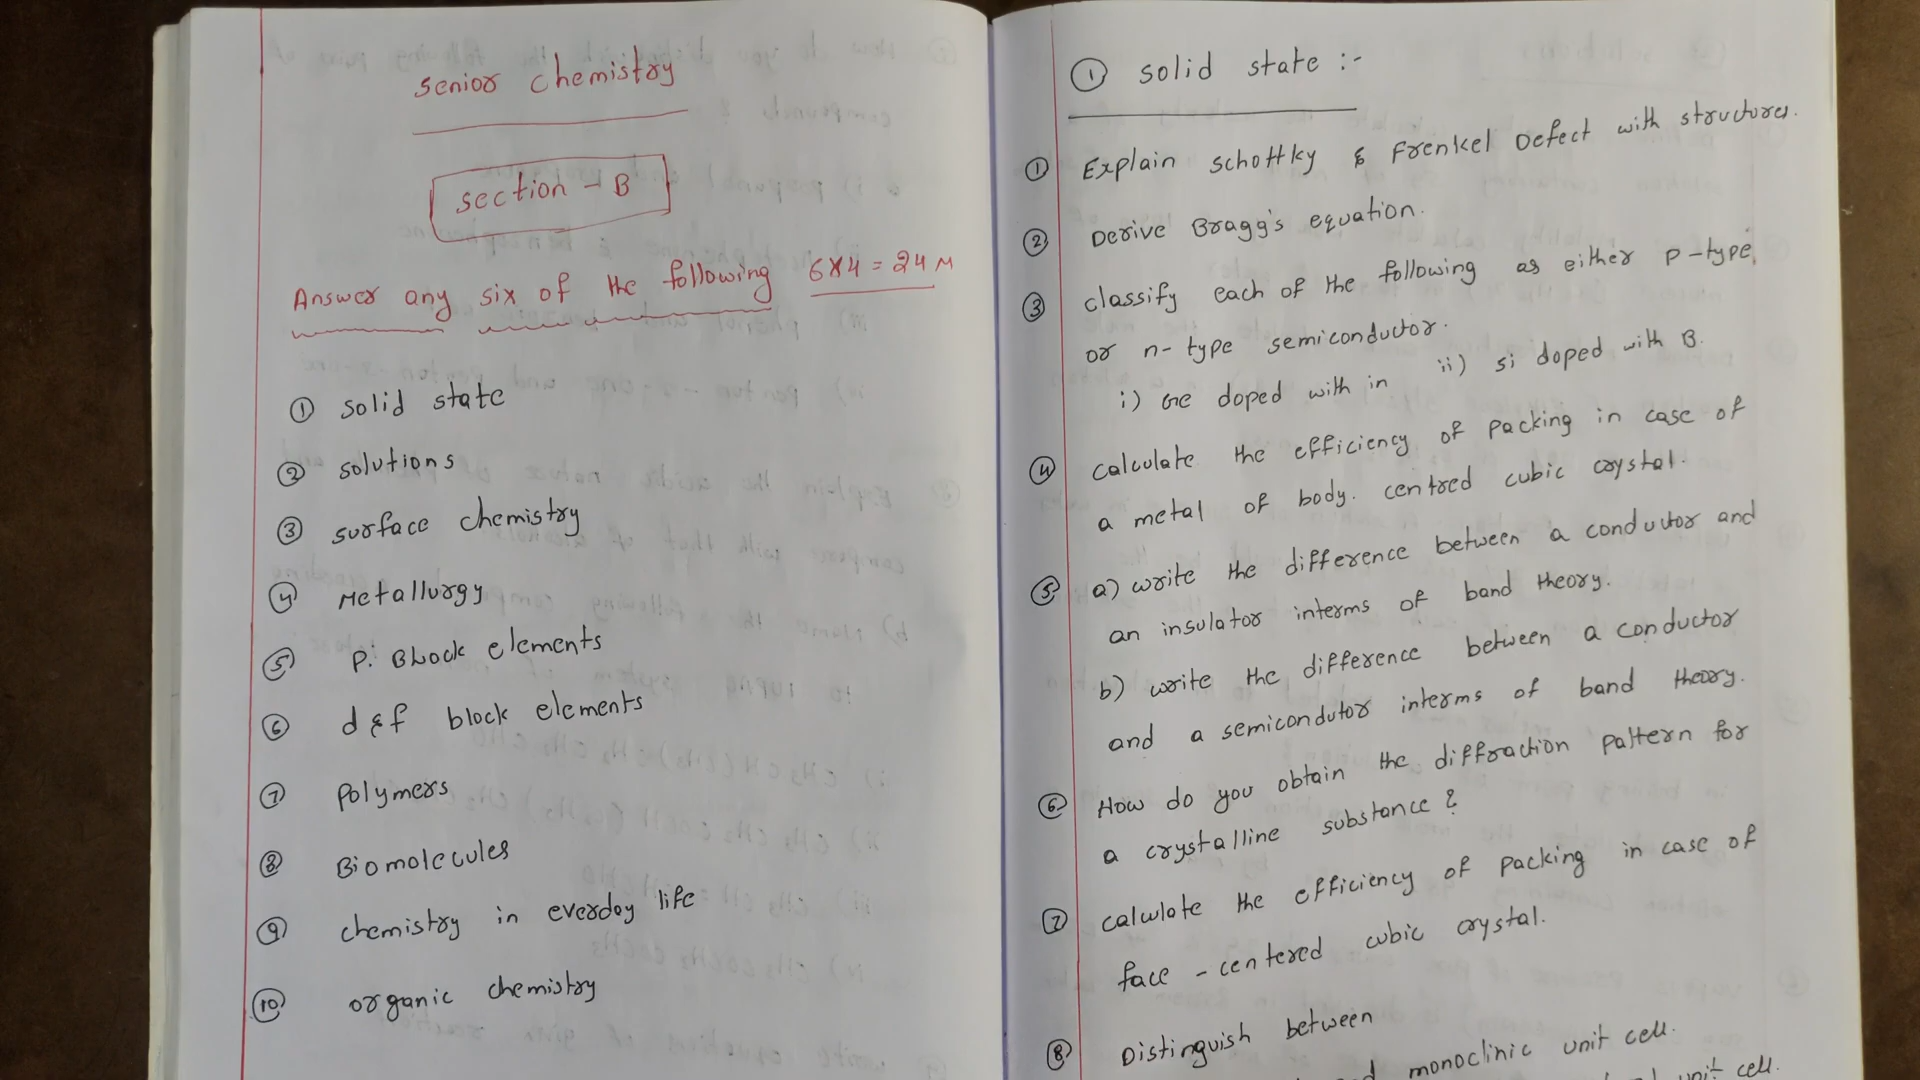 Senior Chemistry
Section - B
Answer any six of the following 6x4 = 24 M
① solid state
② solutions
③ surface chemistry
④ Metallurgy
⑤ P. Block elements
⑥ d & f block elements
⑦ Polymers
⑧ Biomolecules
⑨ chemistry in everday life
⑩ organic chemistry
① solid state :-
① Explain schottky & Frenkel Defect with structures.
② Derive Bragg's equation.
③ classify each of the following as either p-type,
or n-type semiconductor.
i) Ge doped with in ii) si doped with B.
④ calculate the efficiency of packing in case of
a metal of body. centred cubic crystal.
⑤ a) write the difference between a conductor and
an insulator interms of band theory.
b) write the difference between a conductor
and a semicondutor interms of band theory.
⑥ How do you obtain the diffraction pattern for
a crystalline substance?
⑦ calculate the efficiency of packing in case of
face - centered cubic crystal.
⑧ Distinguish between
monoclinic unit cell.
unit cell.